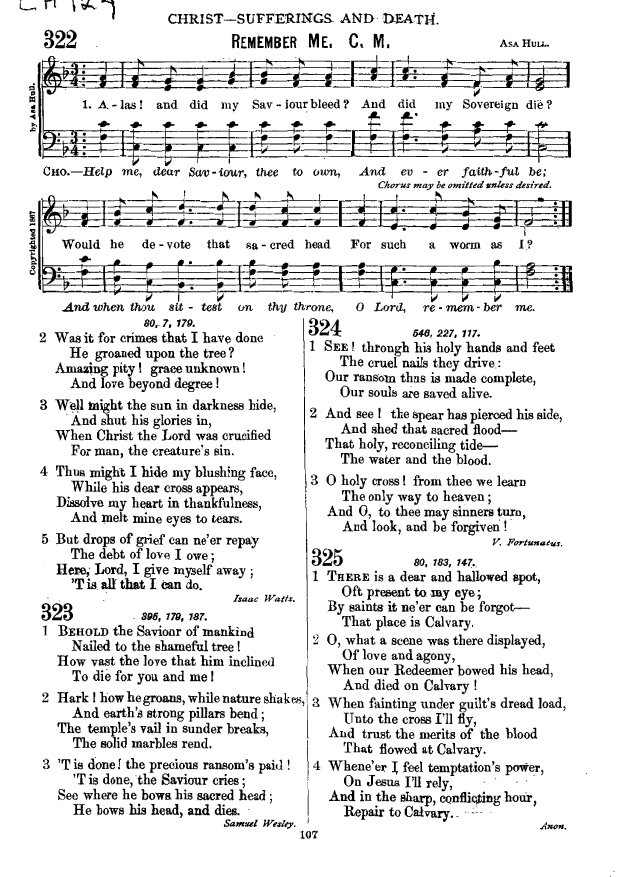 CHRIST—SUFFERINGS AND DEATH.
322 REMEMBER ME. C. M. ASA HULL.
by Asa Hull.
1. A-las! and did my Sav-iour bleed? And did my Sovereign die?
CHO.—Help me, dear Sav-iour, thee to own, And ev-er faith-ful be;
Chorus may be omitted unless desired.
Copyrighted 1867
Would he de-vote that sa-cred head For such a worm as I?
And when thou sit-test on thy throne, O Lord, re-mem-ber me.
80, 7, 179.
2 Was it for crimes that I have done
He groaned upon the tree?
Amazing pity! grace unknown!
And love beyond degree!
3 Well might the sun in darkness hide,
And shut his glories in,
When Christ the Lord was crucified
For man, the creature's sin.
4 Thus might I hide my blushing face,
While his dear cross appears,
Dissolve my heart in thankfulness,
And melt mine eyes to tears.
5 But drops of grief can ne'er repay
The debt of love I owe;
Here, Lord, I give myself away;
'T is all that I can do.
Isaac Watts.
323 395, 179, 187.
1 BEHOLD the Saviour of mankind
Nailed to the shameful tree!
How vast the love that him inclined
To die for you and me!
2 Hark! how he groans, while nature shakes,
And earth's strong pillars bend;
The temple's vail in sunder breaks,
The solid marbles rend.
3 'T is done! the precious ransom's paid!
'T is done, the Saviour cries;
See where he bows his sacred head;
He bows his head, and dies.
Samuel Wesley.
324 546, 227, 117.
1 SEE! through his holy hands and feet
The cruel nails they drive:
Our ransom thus is made complete,
Our souls are saved alive.
2 And see! the spear has pierced his side,
And shed that sacred flood—
That holy, reconciling tide—
The water and the blood.
3 O holy cross! from thee we learn
The only way to heaven;
And O, to thee may sinners turn,
And look, and be forgiven!
V. Fortunatus.
325 80, 183, 147.
1 THERE is a dear and hallowed spot,
Oft present to my eye;
By saints it ne'er can be forgot—
That place is Calvary.
2 O, what a scene was there displayed,
Of love and agony,
When our Redeemer bowed his head,
And died on Calvary!
3 When fainting under guilt's dread load,
Unto the cross I'll fly,
And trust the merits of the blood
That flowed at Calvary.
4 Whene'er I feel temptation's power,
On Jesus I'll rely,
And in the sharp, conflicting hour,
Repair to Calvary.
Anon.
107